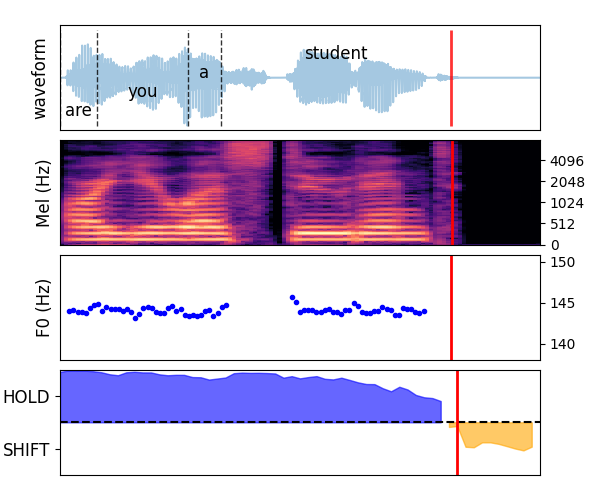 waveform
are
you
a
student
Mel (Hz)
4096
2048
1024
512
0
F0 (Hz)
150
145
140
HOLD
SHIFT